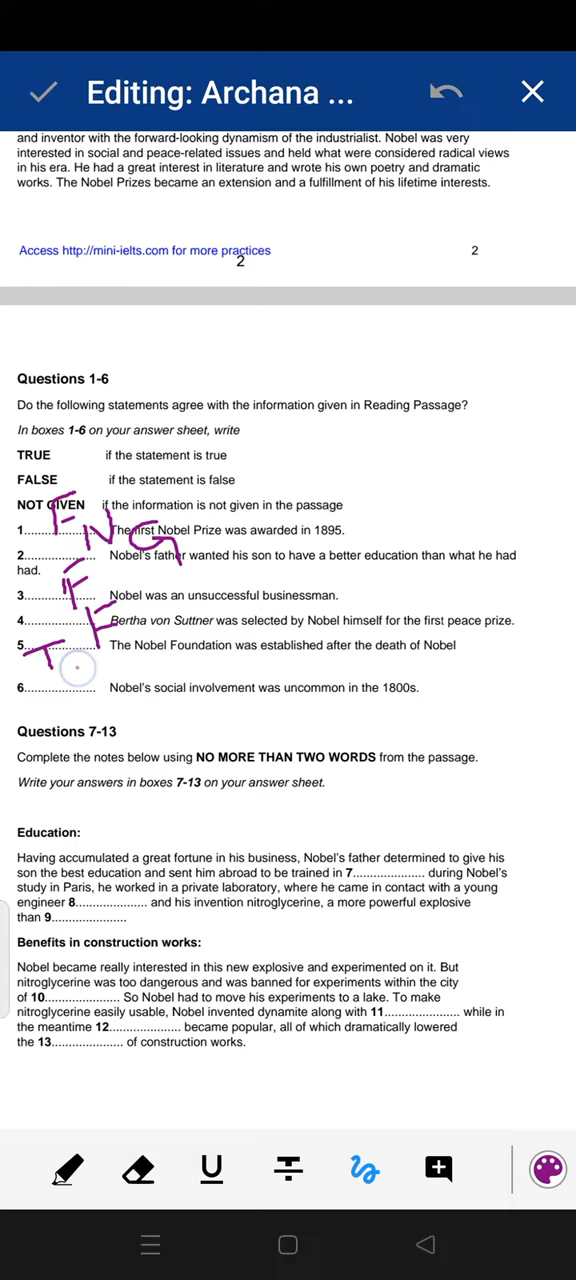 Editing: Archana ...
and inventor with the forward-looking dynamism of the industrialist. Nobel was very
interested in social and peace-related issues and held what were considered radical views
in his era. He had a great interest in literature and wrote his own poetry and dramatic
works. The Nobel Prizes became an extension and a fulfillment of his lifetime interests.
Access http://mini-ielts.com for more practices 2
2
Questions 1-6
Do the following statements agree with the information given in Reading Passage?
In boxes 1-6 on your answer sheet, write
TRUE if the statement is true
FALSE if the statement is false
NOT GIVEN if the information is not given in the passage
1..................... F The first Nobel Prize was awarded in 1895.
2..................... NG Nobel's father wanted his son to have a better education than what he had
had.
3..................... F Nobel was an unsuccessful businessman.
4..................... F Bertha von Suttner was selected by Nobel himself for the first peace prize.
5..................... T The Nobel Foundation was established after the death of Nobel
6..................... Nobel's social involvement was uncommon in the 1800s.
Questions 7-13
Complete the notes below using NO MORE THAN TWO WORDS from the passage.
Write your answers in boxes 7-13 on your answer sheet.
Education:
Having accumulated a great fortune in his business, Nobel's father determined to give his
son the best education and sent him abroad to be trained in 7..................... during Nobel's
study in Paris, he worked in a private laboratory, where he came in contact with a young
engineer 8..................... and his invention nitroglycerine, a more powerful explosive
than 9.....................
Benefits in construction works:
Nobel became really interested in this new explosive and experimented on it. But
nitroglycerine was too dangerous and was banned for experiments within the city
of 10..................... So Nobel had to move his experiments to a lake. To make
nitroglycerine easily usable, Nobel invented dynamite along with 11..................... while in
the meantime 12..................... became popular, all of which dramatically lowered
the 13..................... of construction works.